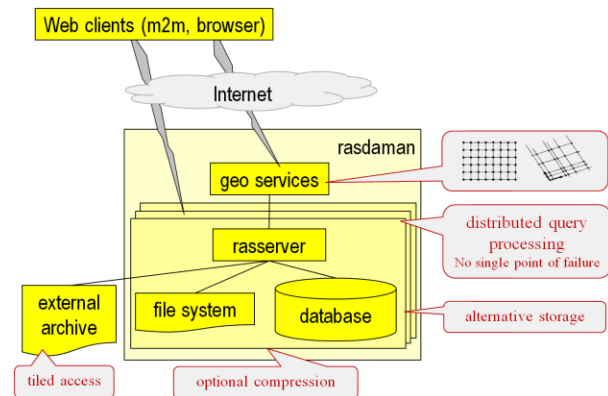 Web clients (m2m, browser)
Internet
rasdaman
geo services
distributed query
processing
No single point of failure
rasserver
external
archive
file system
database
alternative storage
tiled access
optional compression